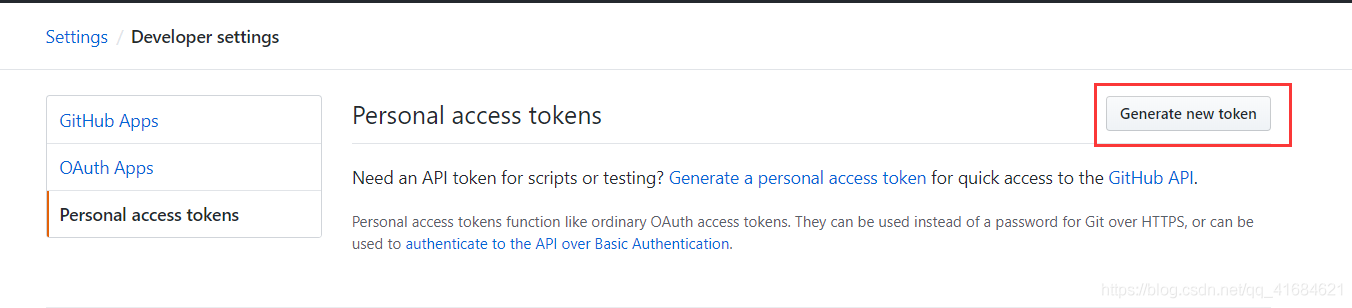 Settings / Developer settings
GitHub Apps
OAuth Apps
Personal access tokens
Personal access tokens
Generate new token
Need an API token for scripts or testing? Generate a personal access token for quick access to the GitHub API.
Personal access tokens function like ordinary OAuth access tokens. They can be used instead of a password for Git over HTTPS, or can be
used to authenticate to the API over Basic Authentication.
https://blog.csdn.net/qq_41684621